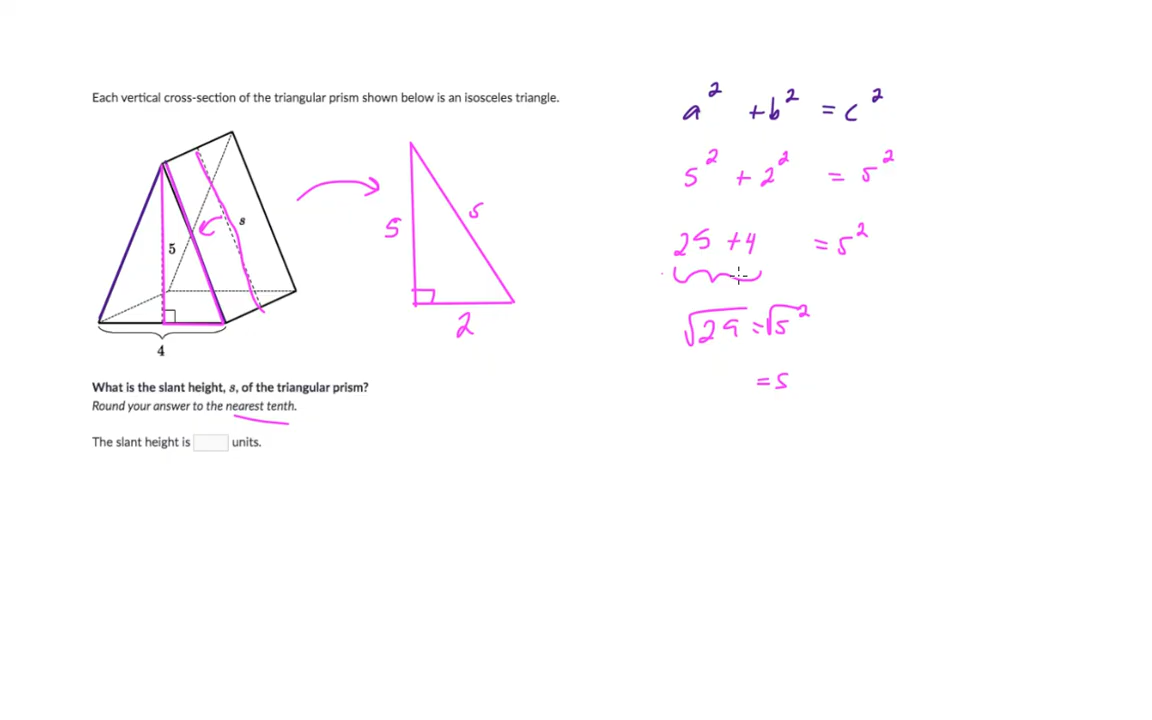 Each vertical cross-section of the triangular prism shown below is an isosceles triangle.
s
5
4
5
s
2
What is the slant height, s, of the triangular prism?
Round your answer to the nearest tenth.
The slant height is units.
a² + b² = c²
5² + 2² = s²
25 + 4 = s²
√29 = √s²
= s